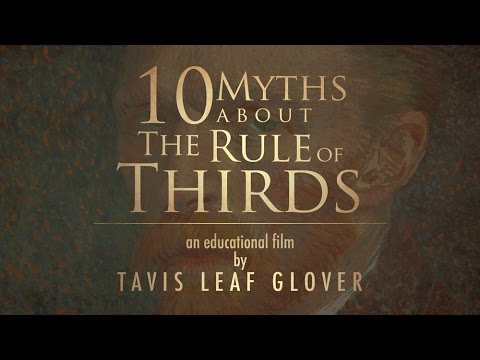 10 MYTHS
ABOUT
THE RULE OF
THIRDS
an educational film
by
TAVIS LEAF GLOVER